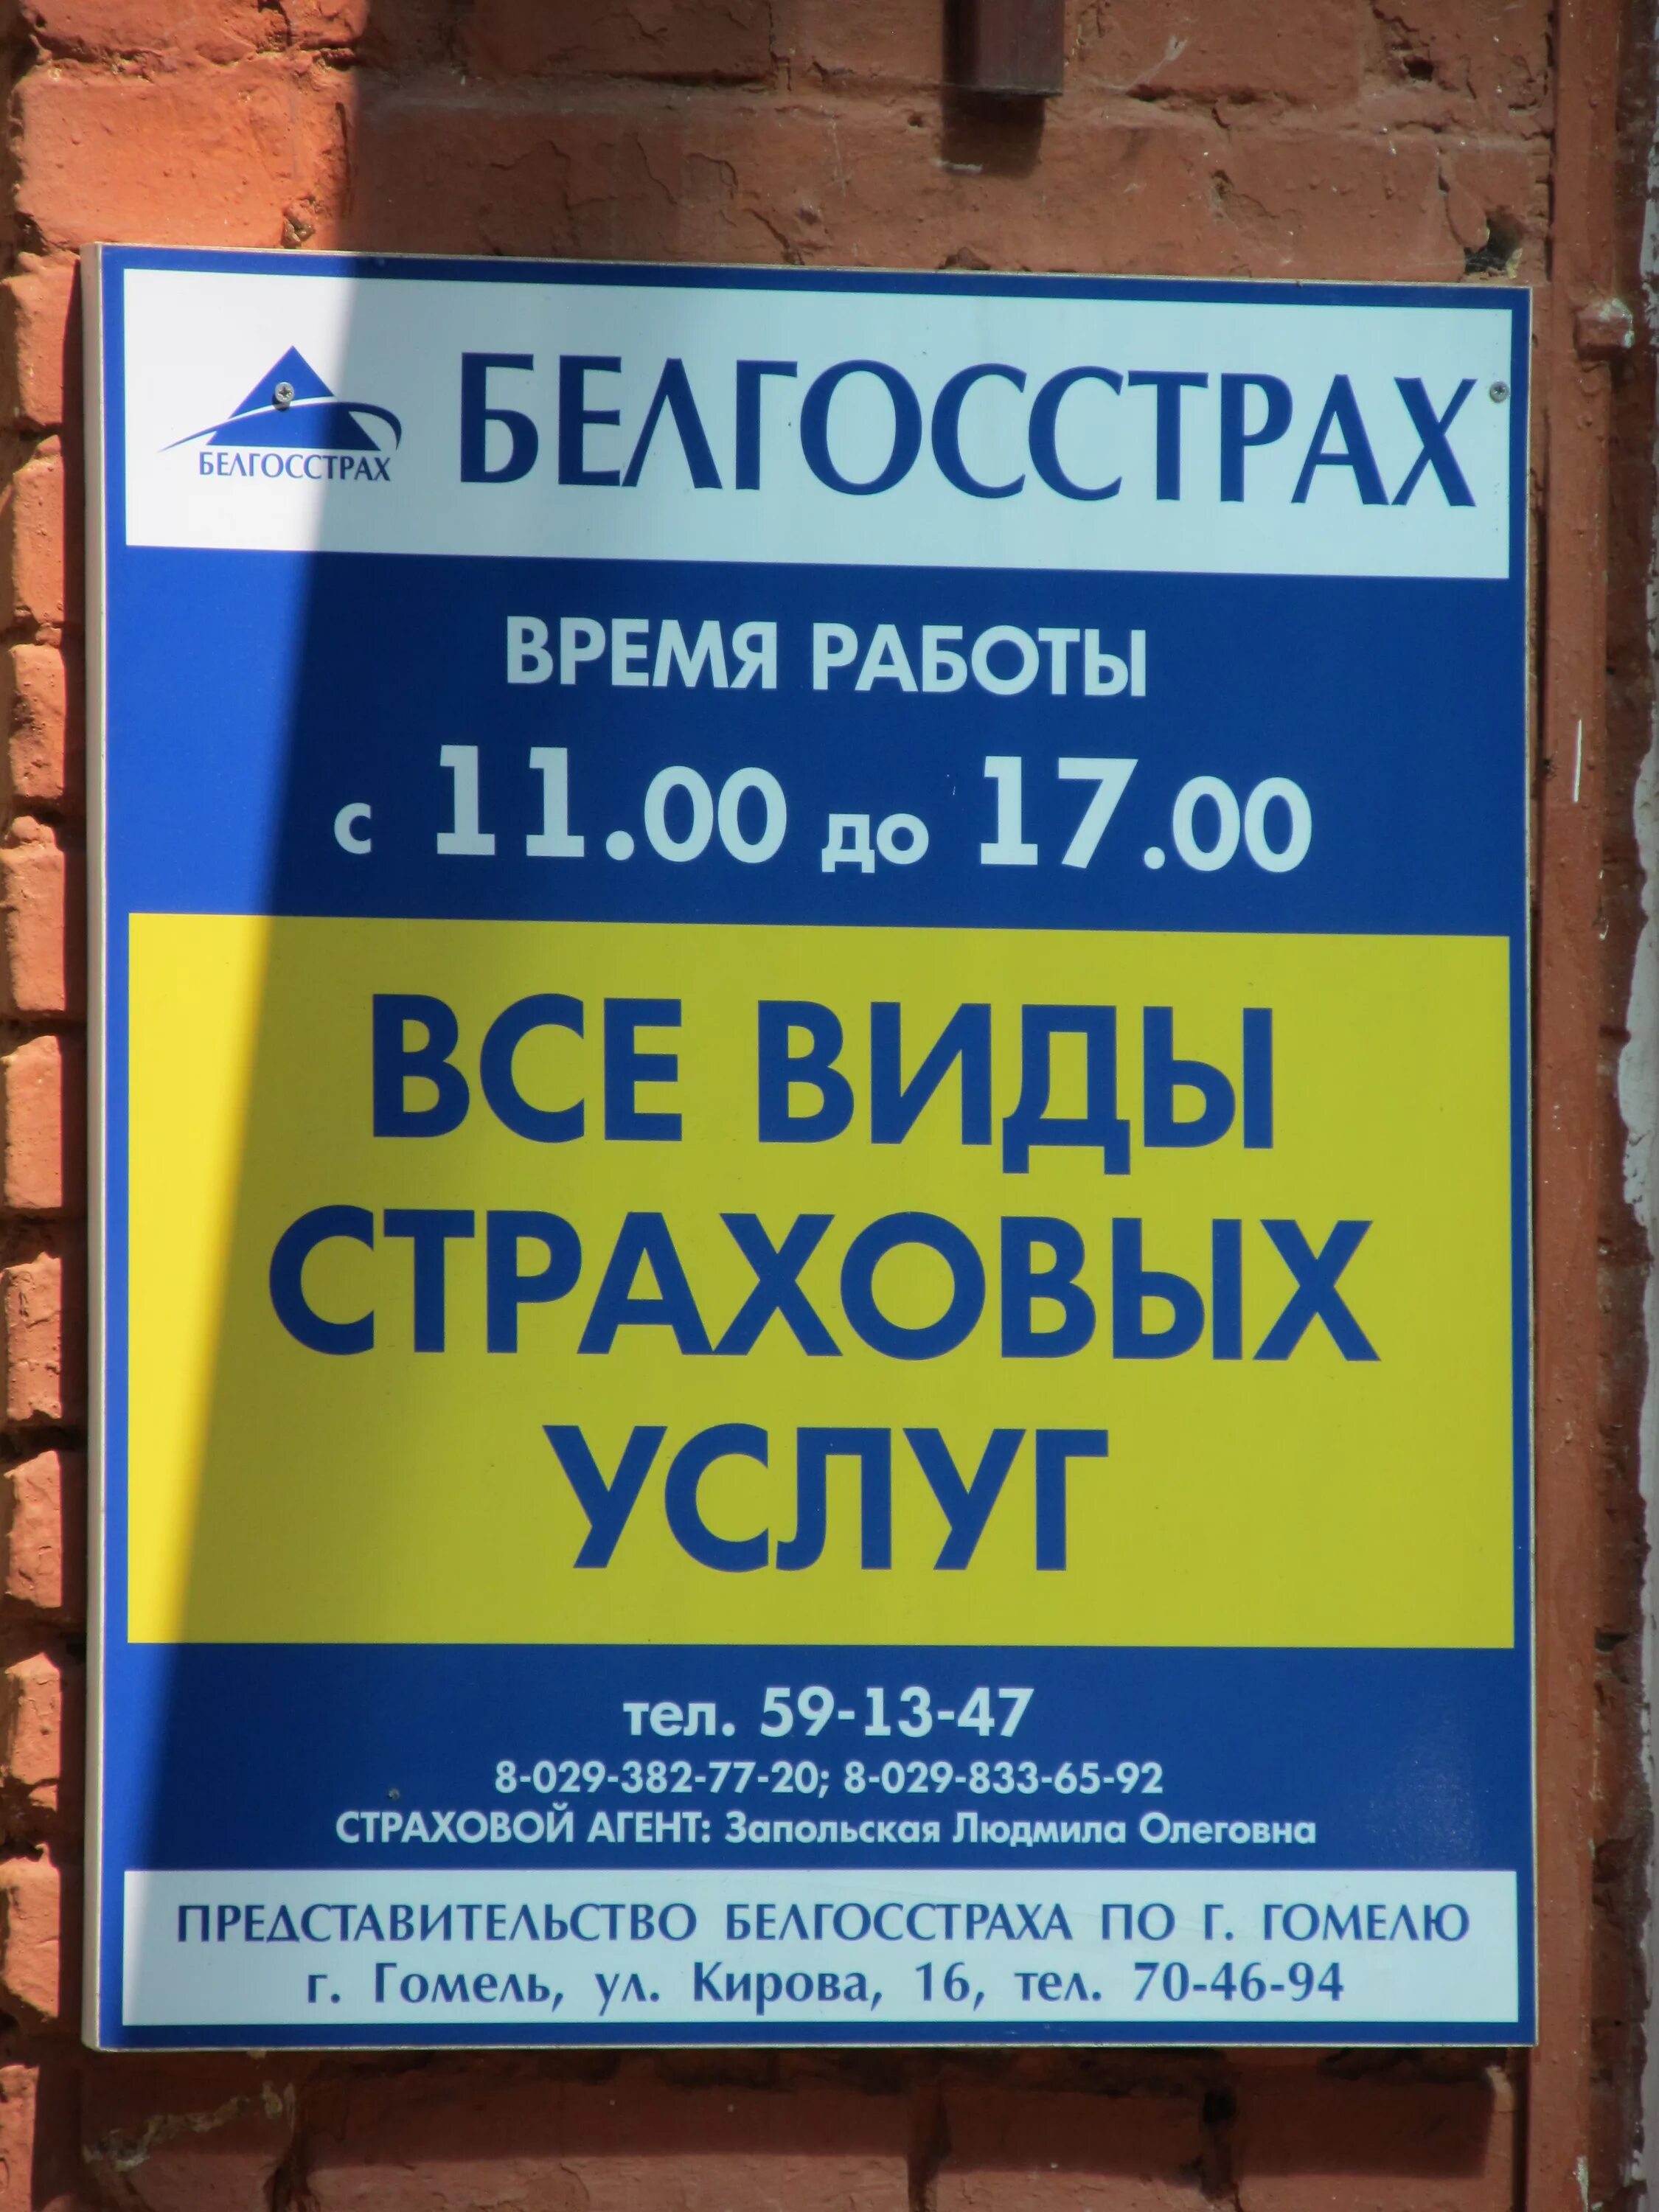 БЕЛГОССТРАХ
БЕЛГОССТРАХ
ВРЕМЯ РАБОТЫ
с 11.00 до 17.00
ВСЕ ВИДЫ
СТРАХОВЫХ
УСЛУГ
тел. 59-13-47
8-029-382-77-20; 8-029-833-65-92
СТРАХОВОЙ АГЕНТ: Запольская Людмила Олеговна
ПРЕДСТАВИТЕЛЬСТВО БЕЛГОССТРАХА ПО Г. ГОМЕЛЮ
г. Гомель, ул. Кирова, 16, тел. 70-46-94